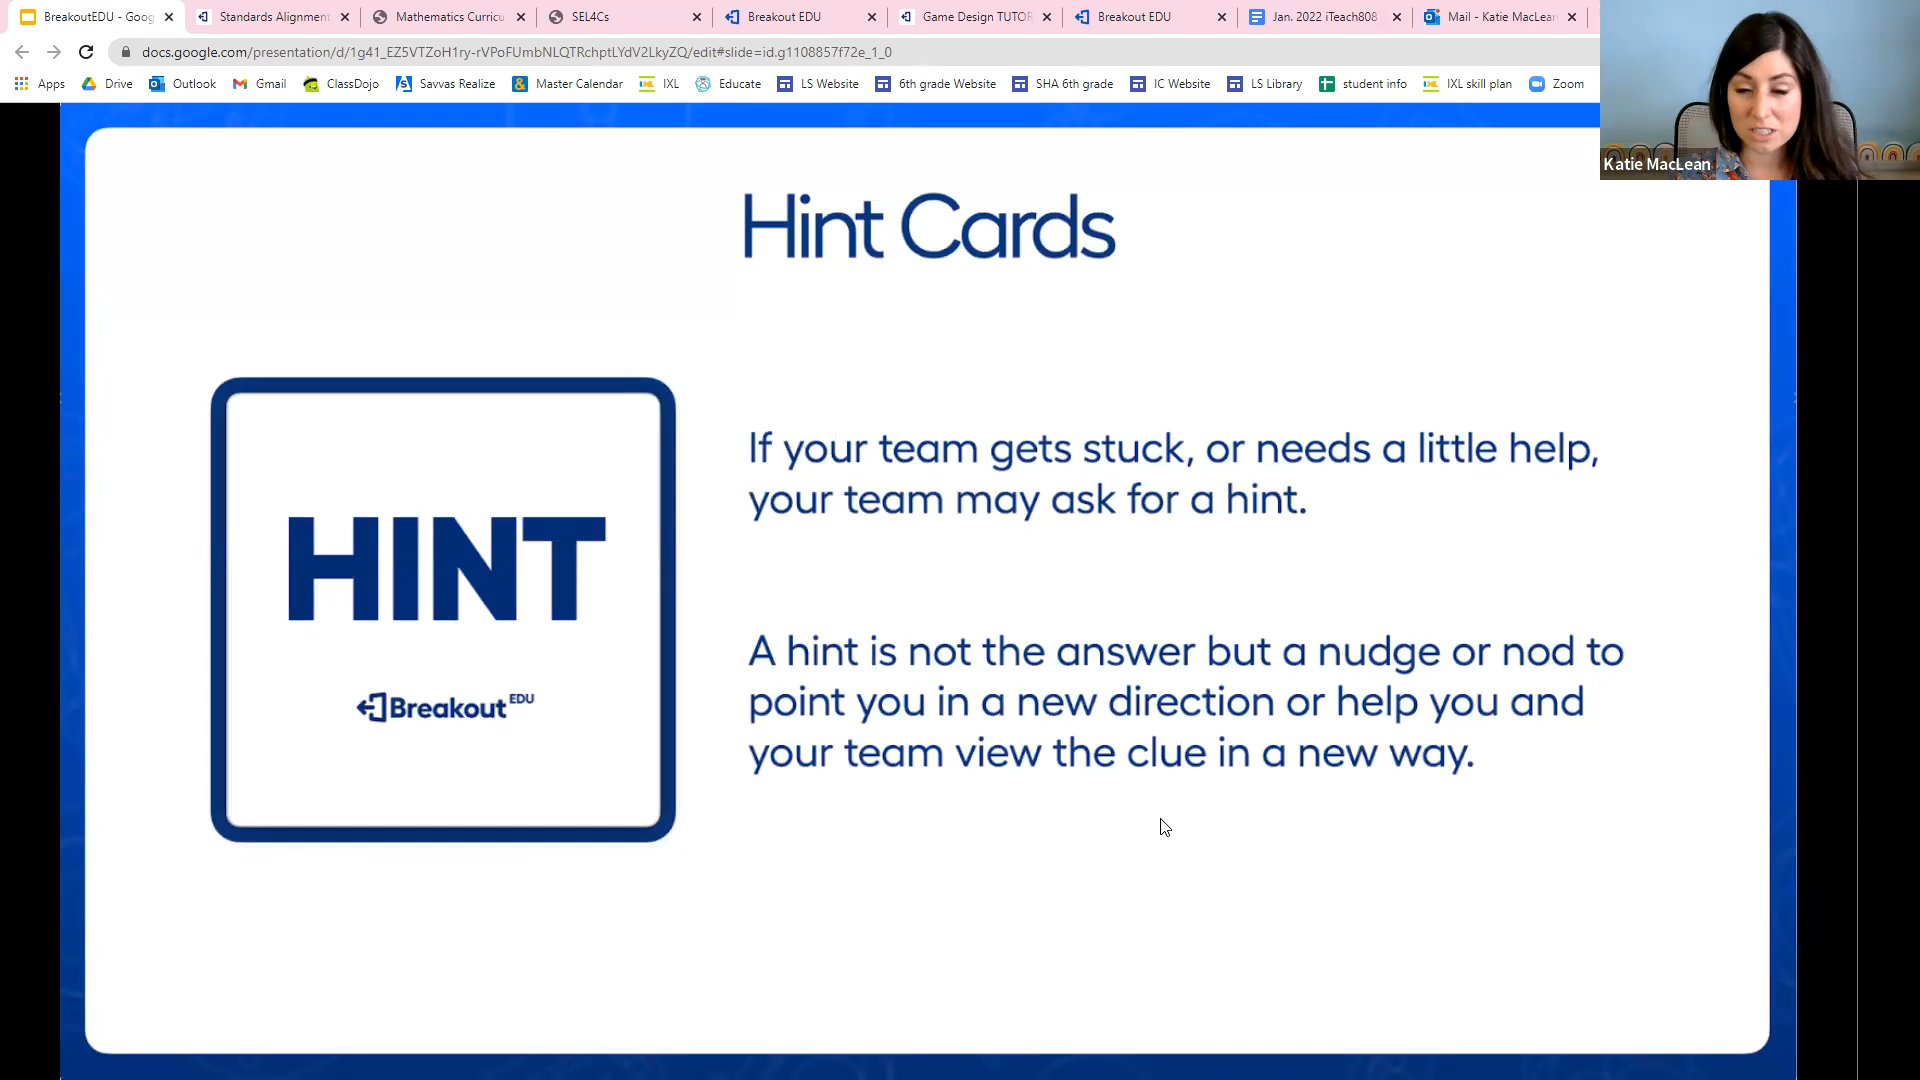 BreakoutEDU - Goog
Standards Alignment
Mathematics Curricu
SEL4Cs
Breakout EDU
Game Design TUTOR
Breakout EDU
Jan. 2022 iTeach808
Mail - Katie MacLean
docs.google.com/presentation/d/1g41_EZ5VTZoH1ry-rVPoFUmbNLQTRchptLYdV2LkyZQ/edit#slide=id.g1108857f72e_1_0
Apps
Drive
Outlook
Gmail
ClassDojo
Savvas Realize
Master Calendar
IXL
Educate
LS Website
6th grade Website
SHA 6th grade
IC Website
LS Library
student info
IXL skill plan
Zoom
Katie MacLean
Hint Cards
HINT
Breakout EDU
If your team gets stuck, or needs a little help,
your team may ask for a hint.
A hint is not the answer but a nudge or nod to
point you in a new direction or help you and
your team view the clue in a new way.